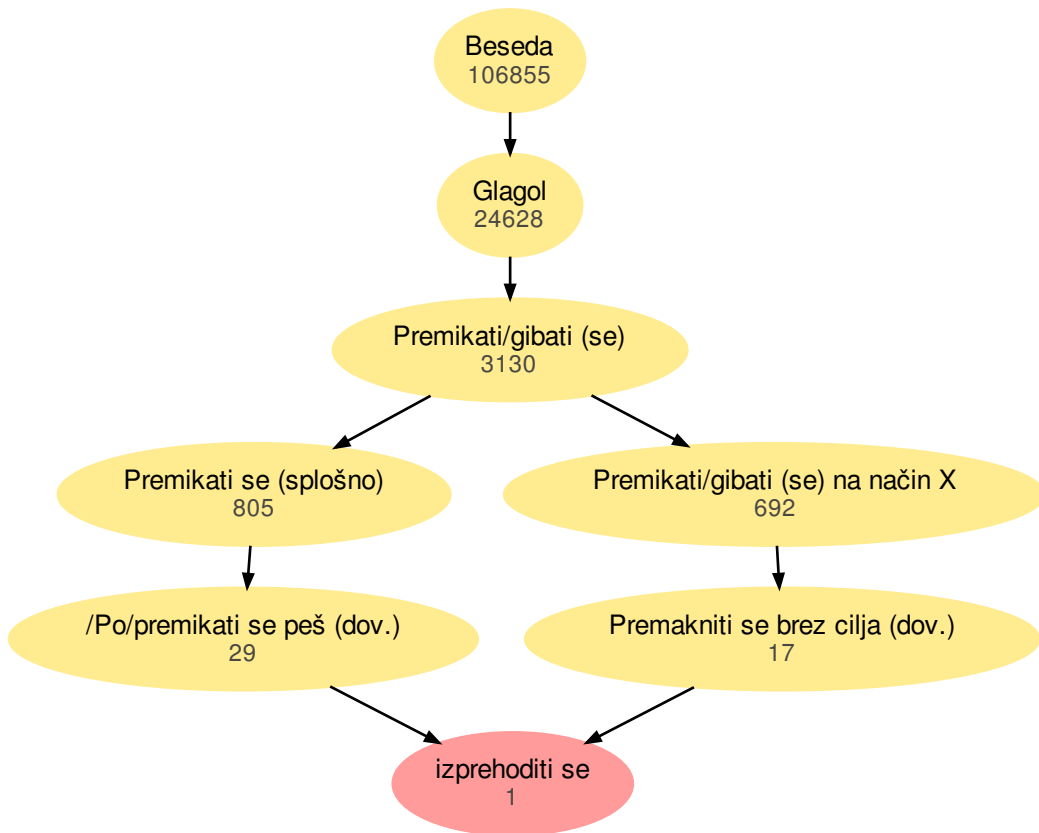 Beseda
106855
Glagol
24628
Premikati/gibati (se)
3130
Premikati se (splošno)
805
Premikati/gibati (se) na način X
692
/Po/premikati se peš (dov.)
29
Premakniti se brez cilja (dov.)
17
izprehoditi se
1